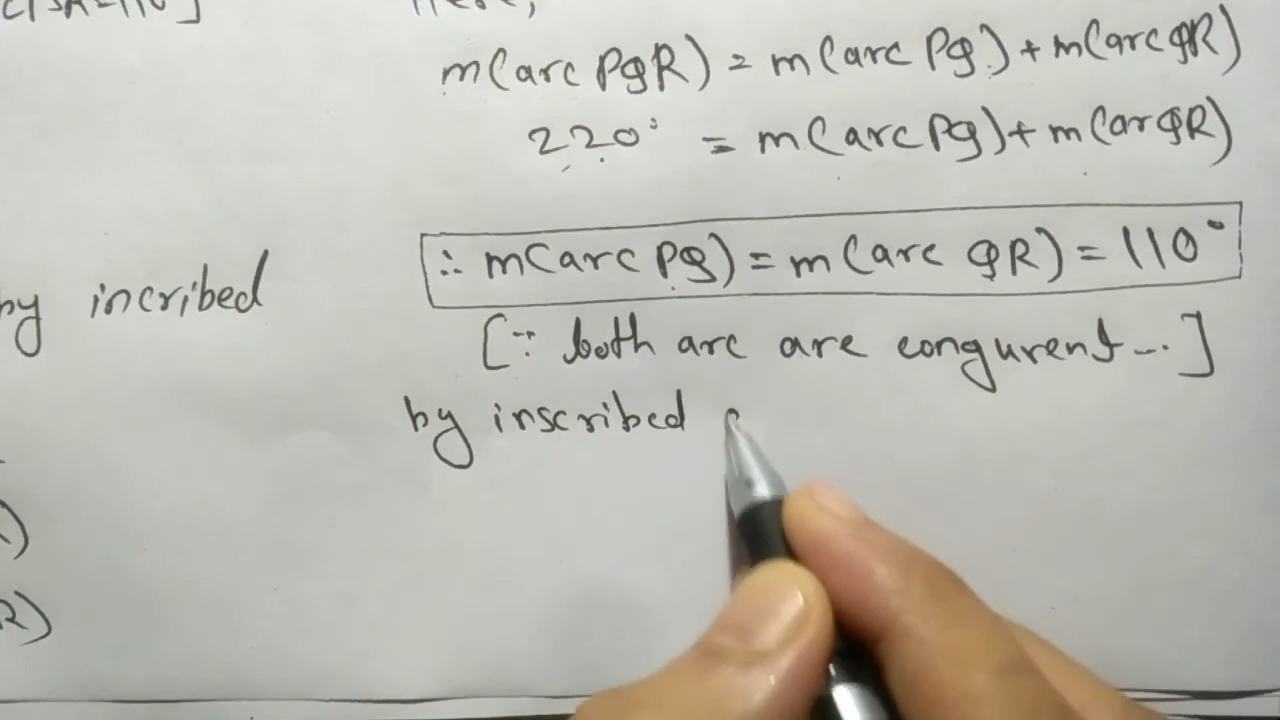 m(arc PQR) = m(arc PQ) + m(arc QR)
220° = m(arc PQ) + m(ar QR)
∴ m(arc PQ) = m(arc QR) = 110°
by incribed
[∵ both arc are congurent ...]
by inscribed
R)